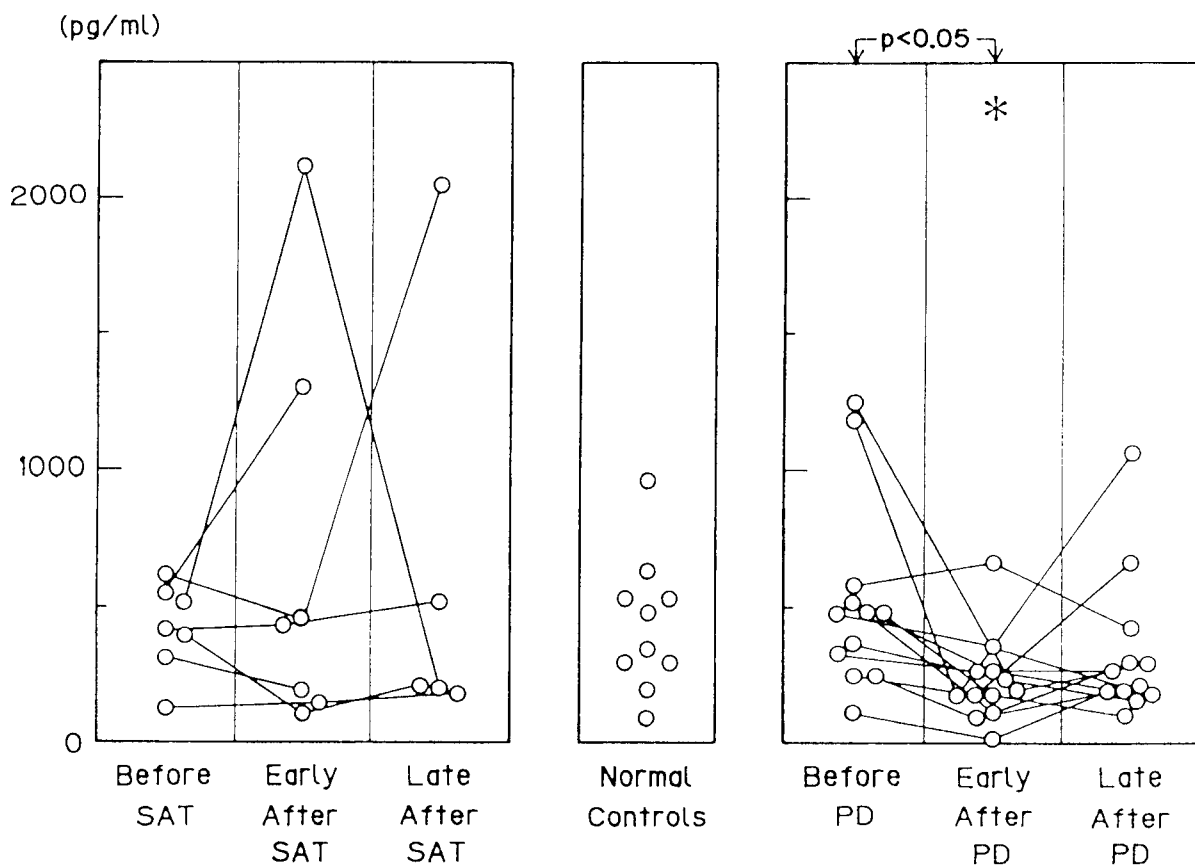 (pg/ml)
p<0.05
*
2000
1000
0
Before
SAT
Early
After
SAT
Late
After
SAT
Normal
Controls
Before
PD
Early
After
PD
Late
After
PD